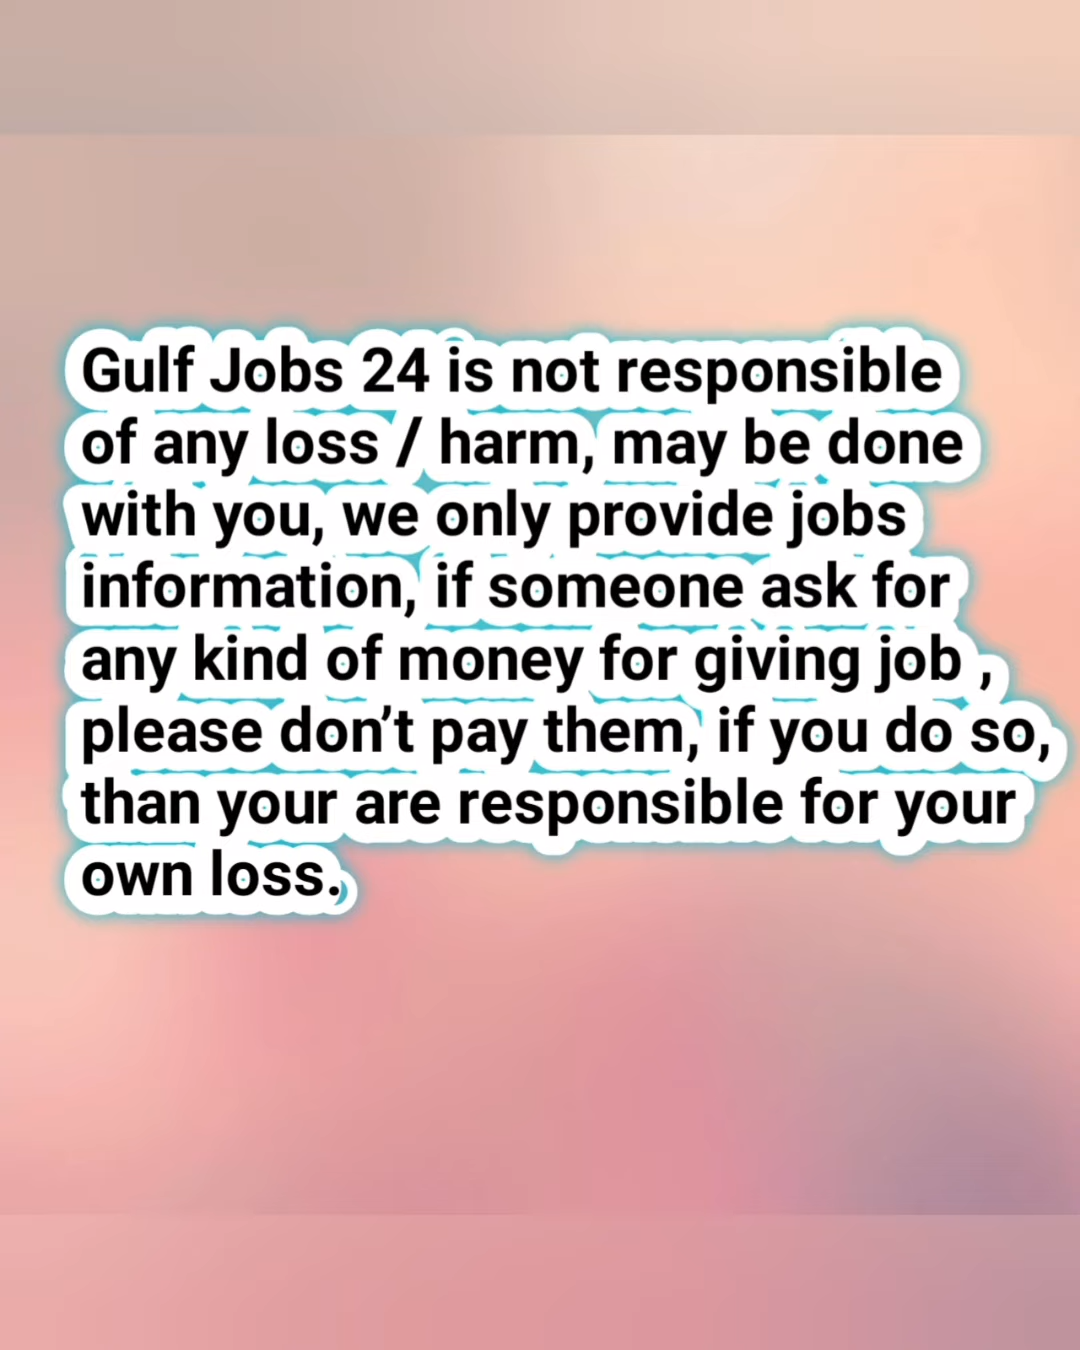 Gulf Jobs 24 is not responsible
of any loss / harm, may be done
with you, we only provide jobs
information, if someone ask for
any kind of money for giving job ,
please don’t pay them, if you do so,
than your are responsible for your
own loss.